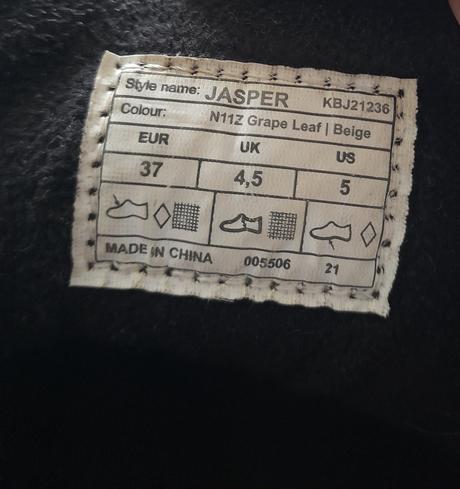 Style name: JASPER KBJ21236
Colour: N11Z Grape Leaf | Beige
EUR UK US
37 4,5 5
MADE IN CHINA 005506 21